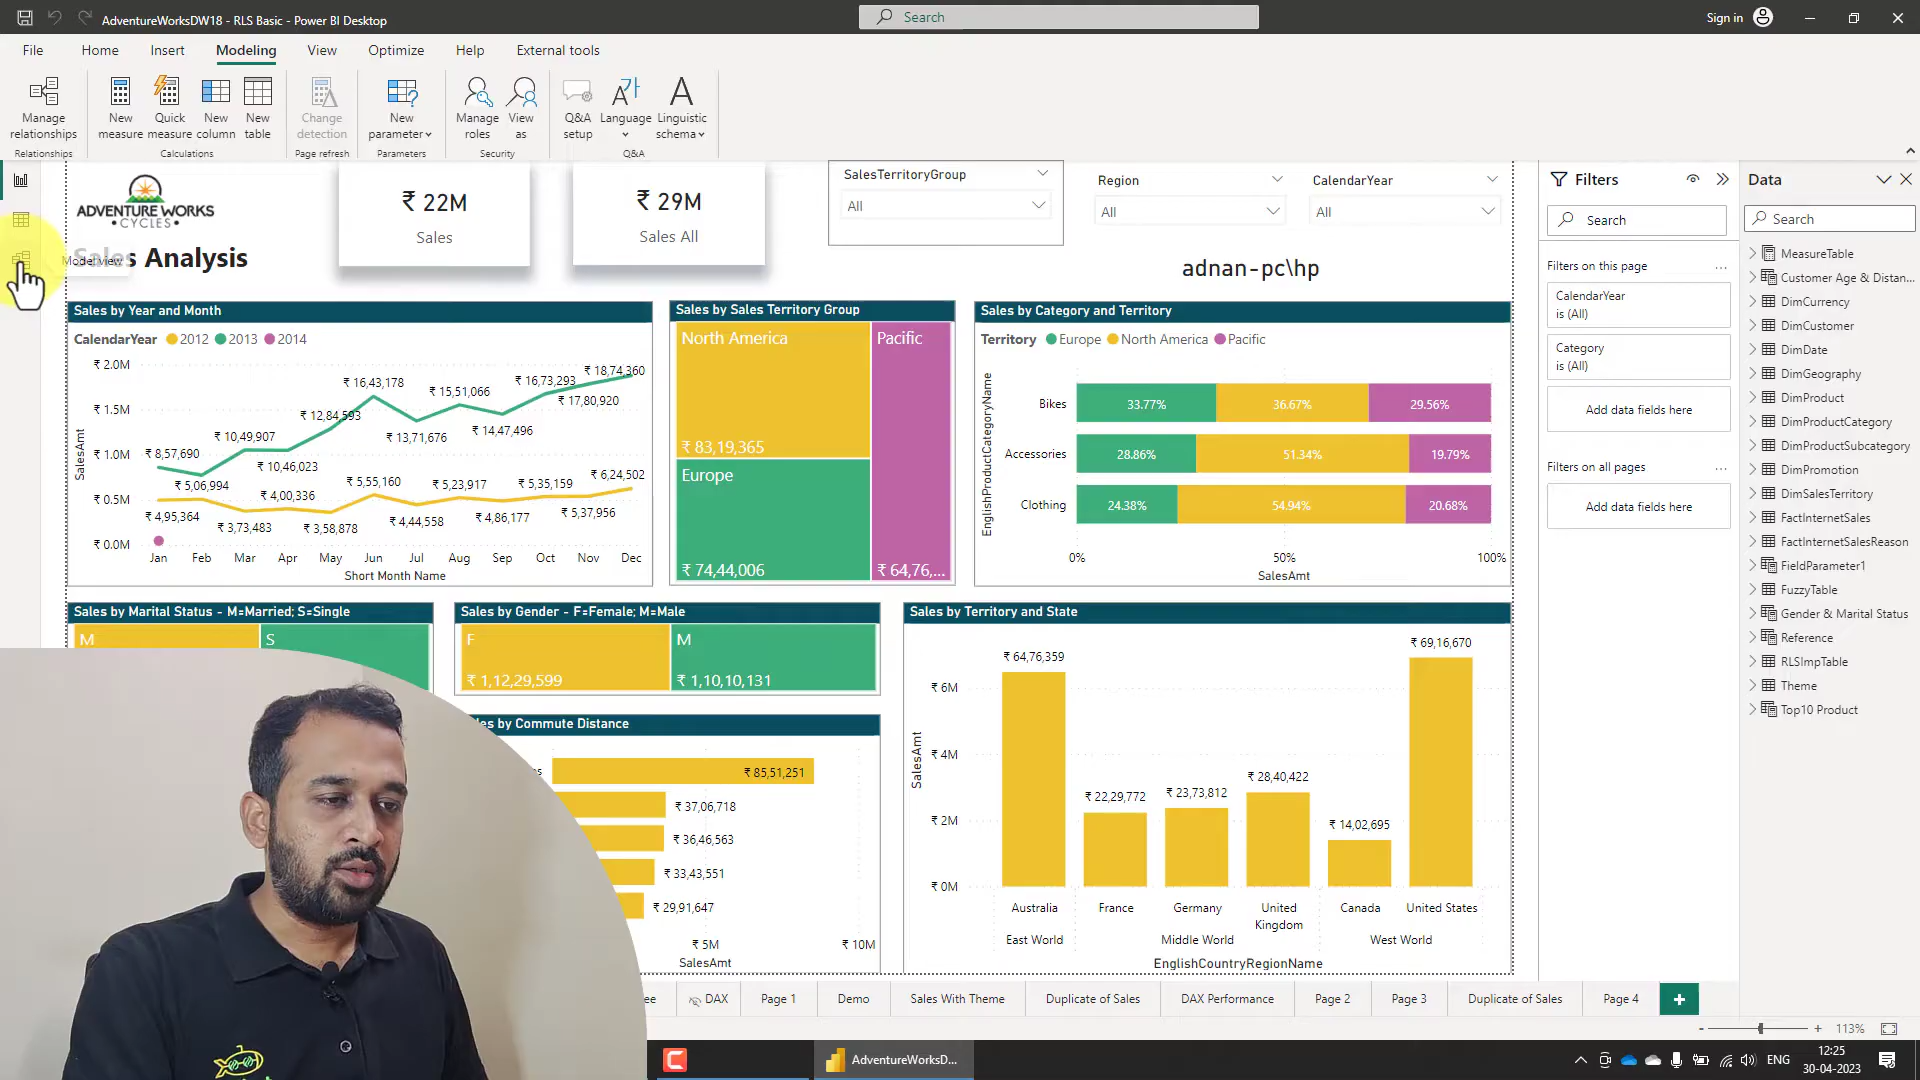 AdventureWorksDW18 - RLS Basic - Power BI Desktop
Search
Sign in
File
Home
Insert
Modeling
View
Optimize
Help
External tools
Manage relationships
New measure
Quick measure
New column
New table
Change detection
New parameter
Manage roles
View as
Q&A setup
Language
Linguistic schema
Relationships
Calculations
Page refresh
Parameters
Security
Q&A
ADVENTURE WORKS
CYCLES
Model view
Sales Analysis
₹ 22M
Sales
₹ 29M
Sales All
SalesTerritoryGroup
All
Region
All
CalendarYear
All
adnan-pc\hp
Sales by Year and Month
CalendarYear 2012 2013 2014
₹ 2.0M
₹ 1.5M
₹ 1.0M
₹ 0.5M
₹ 0.0M
SalesAmt
₹ 8,57,690
₹ 10,49,907
₹ 10,46,023
₹ 12,84,593
₹ 16,43,178
₹ 13,71,676
₹ 15,51,066
₹ 14,47,496
₹ 16,73,293
₹ 17,80,920
₹ 18,74,360
₹ 4,95,364
₹ 5,06,994
₹ 3,73,483
₹ 4,00,336
₹ 3,58,878
₹ 5,55,160
₹ 4,44,558
₹ 5,23,917
₹ 4,86,177
₹ 5,35,159
₹ 5,37,956
₹ 6,24,502
Jan Feb Mar Apr May Jun Jul Aug Sep Oct Nov Dec
Short Month Name
Sales by Sales Territory Group
North America
₹ 83,19,365
Europe
₹ 74,44,006
Pacific
₹ 64,76,...
Sales by Category and Territory
Territory Europe North America Pacific
EnglishProductCategoryName
Bikes 33.77% 36.67% 29.56%
Accessories 28.86% 51.34% 19.79%
Clothing 24.38% 54.94% 20.68%
0% 50% 100%
SalesAmt
Sales by Marital Status - M=Married; S=Single
M
S
Sales by Gender - F=Female; M=Male
F
₹ 1,12,29,599
M
₹ 1,10,10,131
Sales by Commute Distance
₹ 85,51,251
₹ 37,06,718
₹ 36,46,563
₹ 33,43,551
₹ 29,91,647
₹ 5M ₹ 10M
SalesAmt
Sales by Territory and State
SalesAmt
₹ 6M
₹ 4M
₹ 2M
₹ 0M
₹ 64,76,359
₹ 22,29,772
₹ 23,73,812
₹ 28,40,422
₹ 14,02,695
₹ 69,16,670
Australia France Germany United Kingdom Canada United States
East World Middle World West World
EnglishCountryRegionName
Filters
Search
Filters on this page
CalendarYear
is (All)
Category
is (All)
Add data fields here
Filters on all pages
Add data fields here
Data
Search
MeasureTable
Customer Age & Distan...
DimCurrency
DimCustomer
DimDate
DimGeography
DimProduct
DimProductCategory
DimProductSubcategory
DimPromotion
DimSalesTerritory
FactInternetSales
FactInternetSalesReason
FieldParameter1
FuzzyTable
Gender & Marital Status
Reference
RLSImpTable
Theme
Top10 Product
DAX
Page 1
Demo
Sales With Theme
Duplicate of Sales
DAX Performance
Page 2
Page 3
Duplicate of Sales
Page 4
113%
AdventureWorksD...
ENG
12:25
30-04-2023